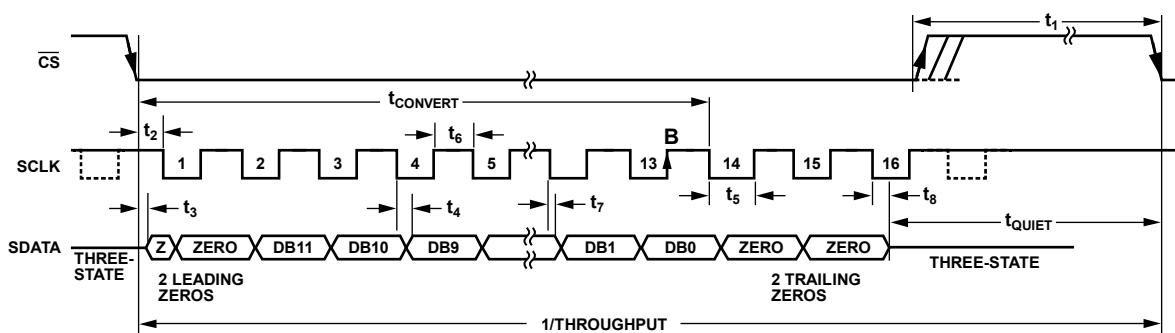 t1
CS
tCONVERT
t2
t6
B
SCLK
1
2
3
4
5
13
14
15
16
t3
t4
t7
t5
t8
tQUIET
SDATA
Z
ZERO
DB11
DB10
DB9
DB1
DB0
ZERO
ZERO
THREE-
STATE
2 LEADING
ZEROS
2 TRAILING
ZEROS
THREE-STATE
1/THROUGHPUT